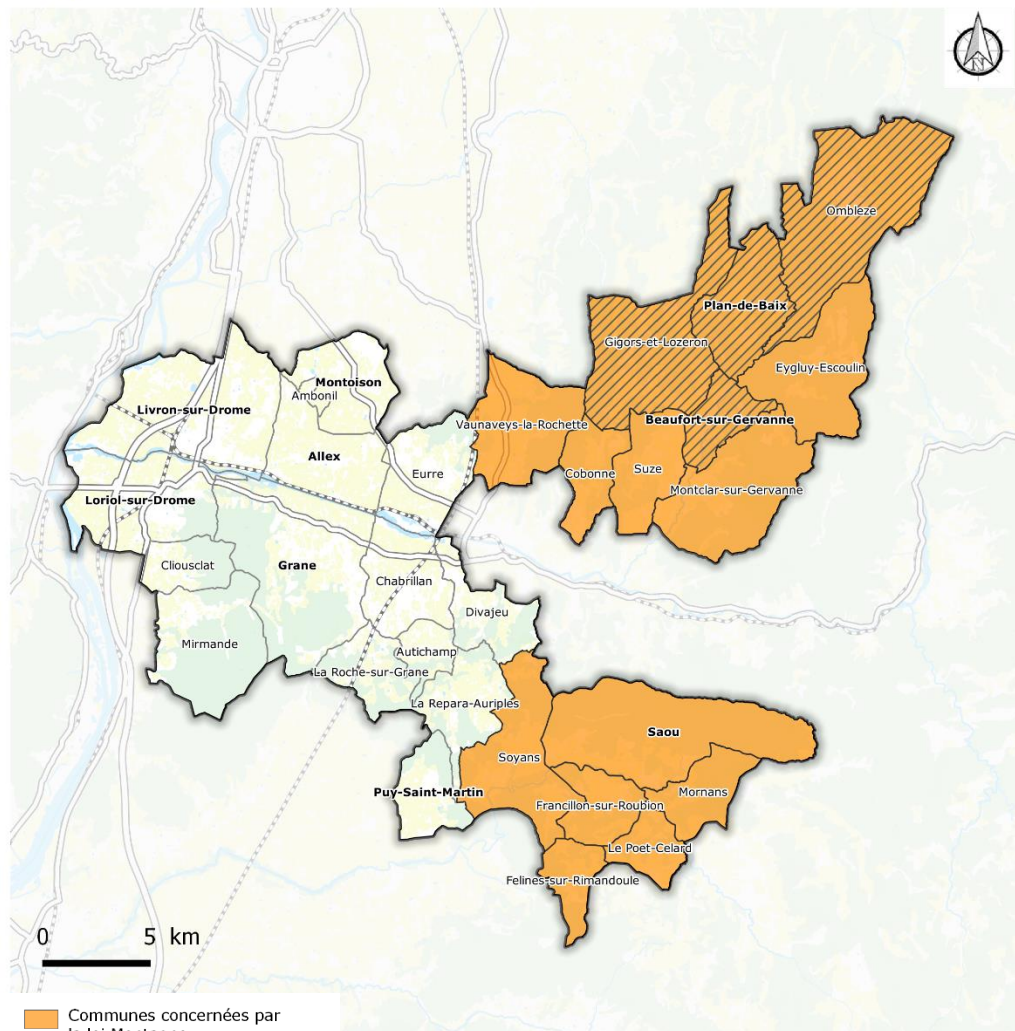 N
Ombleze
Plan-de-Baix
Gigors-et-Lozeron
Eygluy-Escoulin
Montoison
Ambonil
Livron-sur-Drome
Beaufort-sur-Gervanne
Vaunaveys-la-Rochette
Allex
Eurre
Cobonne
Suze
Montclar-sur-Gervanne
Loriol-sur-Drome
Cliousclat
Grane
Chabrillan
Divajeu
Mirmande
Autichamp
La Roche-sur-Grane
La Repara-Auriples
Saou
Soyans
Puy-Saint-Martin
Mornans
Francillon-sur-Roubion
Le Poet-Celard
Felines-sur-Rimandoule
0 5 km
Communes concernées par